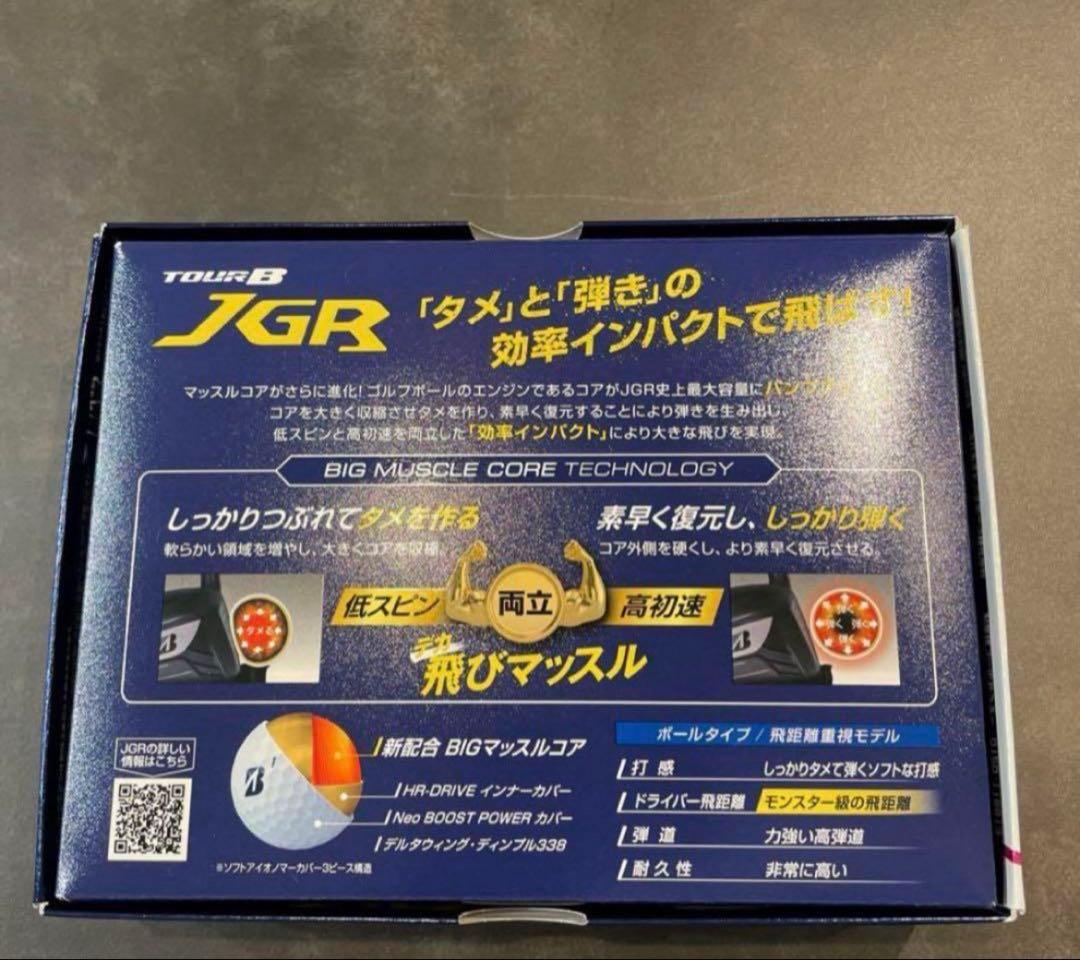 TOURB
JGR
「タメ」と「弾き」の
効率インパクトで飛ばす!
マッスルコアがさらに進化!ゴルフボールのエンジンであるコアがJGR史上最大容量に
コアを大きく収縮させタメを作り、素早く復元することにより弾きを生み出し、
低スピンと高初速を両立した「効率インパクト」により大きな飛びを実現。
BIG MUSCLE CORE TECHNOLOGY
しっかりつぶれてタメを作る
軟らかい領域を増やし、大きくコアを収縮。
素早く復元し、しっかり弾く
コア外側を硬くし、より素早く復元させる。
タメる
B
低スピン
両立
高初速
弾く 弾く
弾く
B
デカ
飛びマッスル
JGRの詳しい
情報はこちら
B
新配合 BIGマッスルコア
HR-DRIVE インナーカバー
Neo BOOST POWER カバー
デルタウィング・ディンプル338
※ソフトアイオノマーカバー3ピース構造
ボールタイプ / 飛距離重視モデル
打 感 しっかりタメて弾くソフトな打感
ドライバー飛距離 モンスター級の飛距離
弾 道 力強い高弾道
耐久性 非常に高い